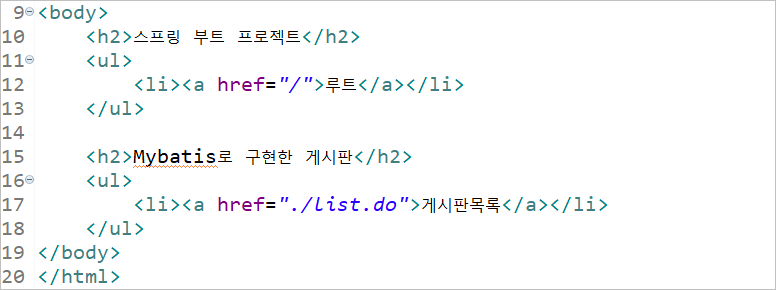 9 <body>
10     <h2>스프링 부트 프로젝트</h2>
11     <ul>
12         <li><a href="/">루트</a></li>
13     </ul>
14
15     <h2>Mybatis로 구현한 게시판</h2>
16     <ul>
17         <li><a href="./list.do">게시판목록</a></li>
18     </ul>
19 </body>
20 </html>